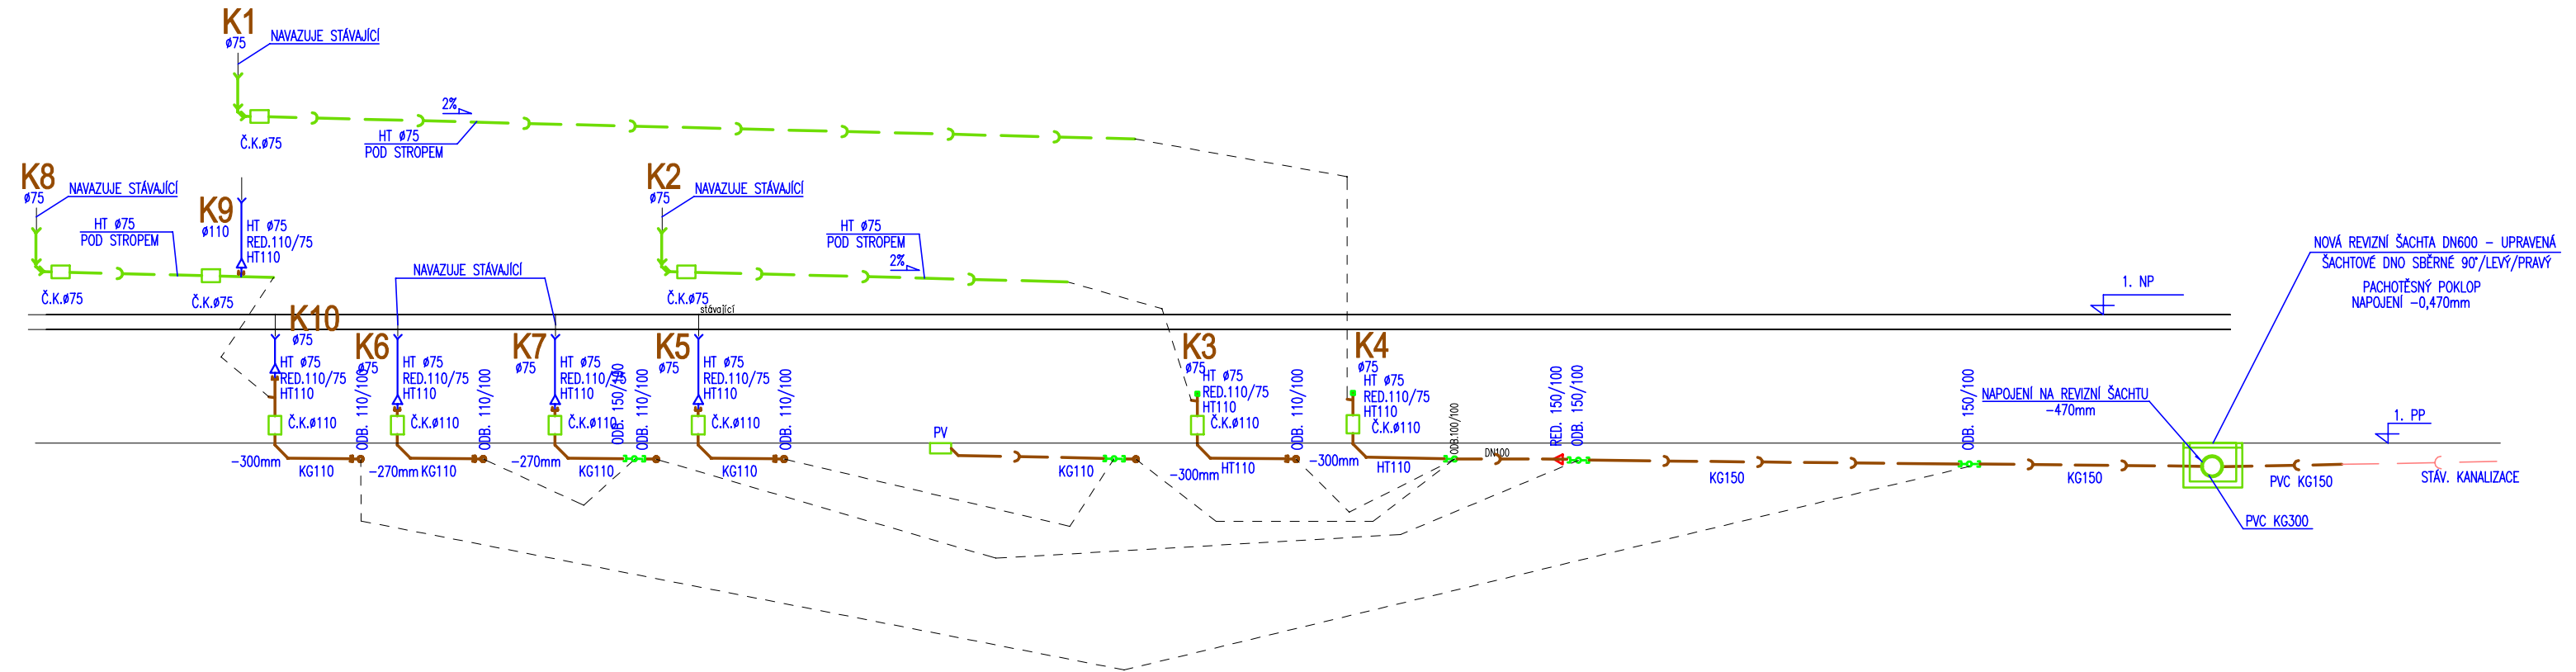 K1
ø75
NAVAZUJE STÁVAJÍCÍ
2%
HT ø75
POD STROPEM
Č.K.ø75
K8
ø75
NAVAZUJE STÁVAJÍCÍ
HT ø75
POD STROPEM
Č.K.ø75
K9
ø110
HT ø75
RED.110/75
HT110
Č.K.ø75
K2
ø75
NAVAZUJE STÁVAJÍCÍ
HT ø75
POD STROPEM
2%
Č.K.ø75
NAVAZUJE STÁVAJÍCÍ
stávající
NOVÁ REVIZNÍ ŠACHTA DN600 – UPRAVENÁ
ŠACHTOVÉ DNO SBĚRNÉ 90°/LEVÝ/PRAVÝ
PACHOTĚSNÝ POKLOP
NAPOJENÍ –0,470mm
1. NP
K10
ø75
HT ø75
RED.110/75
HT110
Č.K.ø110
ODB. 110/100
–300mm
KG110
K6
ø75
HT ø75
RED.110/75
HT110
Č.K.ø110
ODB. 110/100
–270mm
KG110
K7
ø75
HT ø75
RED.110/75
HT110
Č.K.ø110
ODB. 150/100
ODB. 110/100
–270mm
KG110
K5
ø75
HT ø75
RED.110/75
HT110
Č.K.ø110
ODB. 110/100
KG110
PV
KG110
K3
ø75
HT ø75
RED.110/75
HT110
Č.K.ø110
ODB. 110/100
–300mm
HT110
K4
ø75
HT ø75
RED.110/75
HT110
Č.K.ø110
–300mm
HT110
ODB.100/100
DN100
RED. 150/100
ODB. 150/100
KG150
ODB. 150/100
NAPOJENÍ NA REVIZNÍ ŠACHTU
–470mm
KG150
1. PP
PVC KG150
STÁV. KANALIZACE
PVC KG300